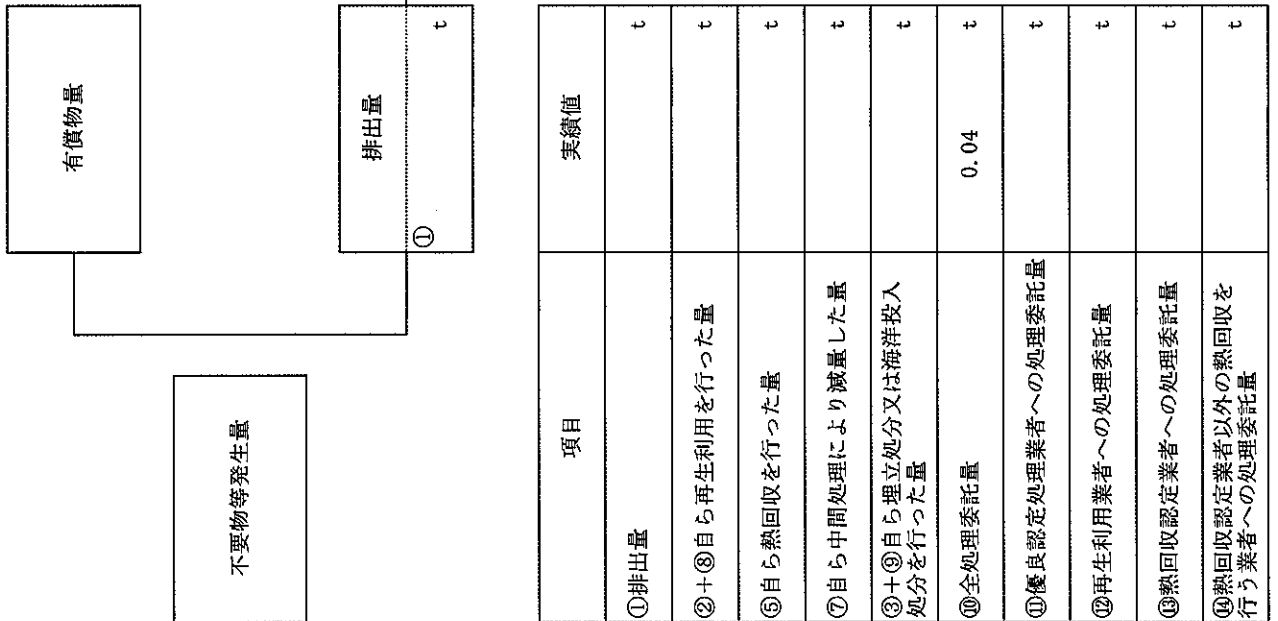 有償物量
不要物等発生量
排出量
①
t
項目
実績値
①排出量
t
②+⑧自ら再生利用を行った量
t
⑤自ら熱回収を行った量
t
⑦自ら中間処理により減量した量
t
③+⑨自ら埋立処分又は海洋投入
処分を行った量
t
⑩全処理委託量
0.04
t
⑪優良認定処理業者への処理委託量
t
⑫再生利用業者への処理委託量
t
⑬熱回収認定業者への処理委託量
t
⑭熱回収認定業者以外の熱回収を
行う業者への処理委託量
t